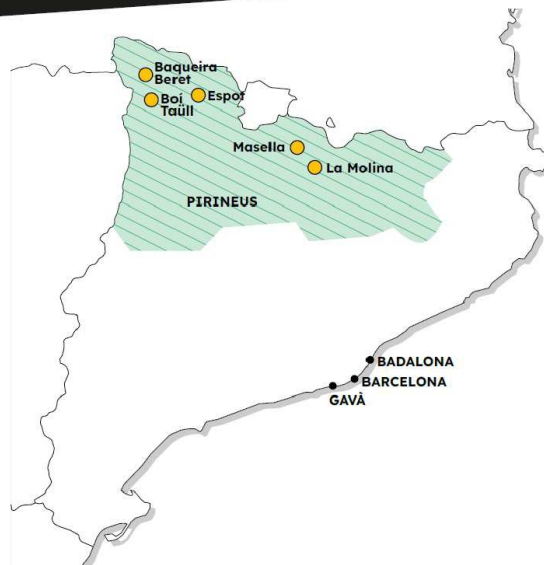 Baqueira
Beret
Espot
Boí
Taüll
Masella
La Molina
PIRINEUS
BADALONA
BARCELONA
GAVÀ